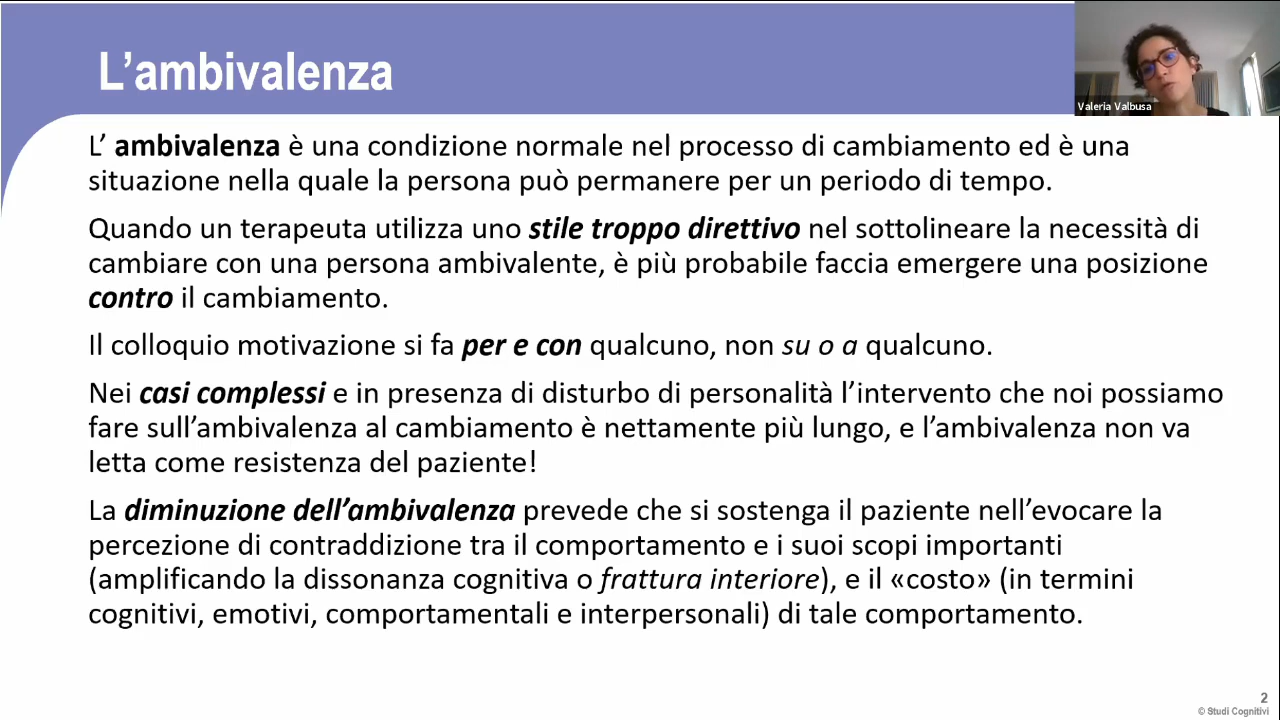 L’ambivalenza
Valeria Valbusa
L’ ambivalenza è una condizione normale nel processo di cambiamento ed è una
situazione nella quale la persona può permanere per un periodo di tempo.
Quando un terapeuta utilizza uno stile troppo direttivo nel sottolineare la necessità di
cambiare con una persona ambivalente, è più probabile faccia emergere una posizione
contro il cambiamento.
Il colloquio motivazione si fa per e con qualcuno, non su o a qualcuno.
Nei casi complessi e in presenza di disturbo di personalità l’intervento che noi possiamo
fare sull’ambivalenza al cambiamento è nettamente più lungo, e l’ambivalenza non va
letta come resistenza del paziente!
La diminuzione dell’ambivalenza prevede che si sostenga il paziente nell’evocare la
percezione di contraddizione tra il comportamento e i suoi scopi importanti
(amplificando la dissonanza cognitiva o frattura interiore), e il «costo» (in termini
cognitivi, emotivi, comportamentali e interpersonali) di tale comportamento.
2
© Studi Cognitivi